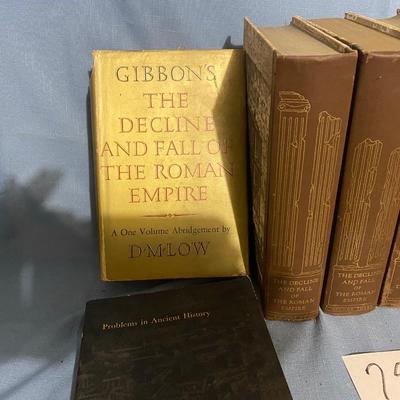 GIBBON'S
THE
DECLINE
AND FALL OF
THE ROMAN
EMPIRE
A One Volume Abridgement by
D·M·LOW
Problems in Ancient History
THE DECLINE
AND FALL
OF
THE ROMAN
EMPIRE
THE DECLINE
AND FALL
OF
THE ROMAN
EMPIRE